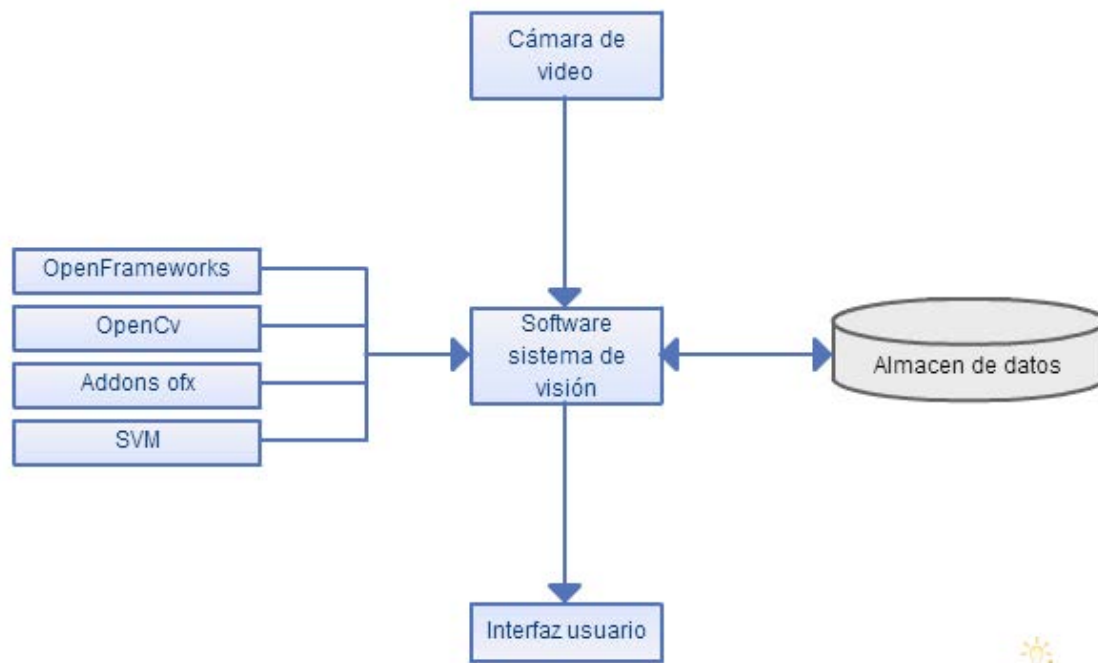 Cámara de
video
OpenFrameworks
OpenCv
Addons ofx
SVM
Software
sistema de
visión
Almacen de datos
Interfaz usuario